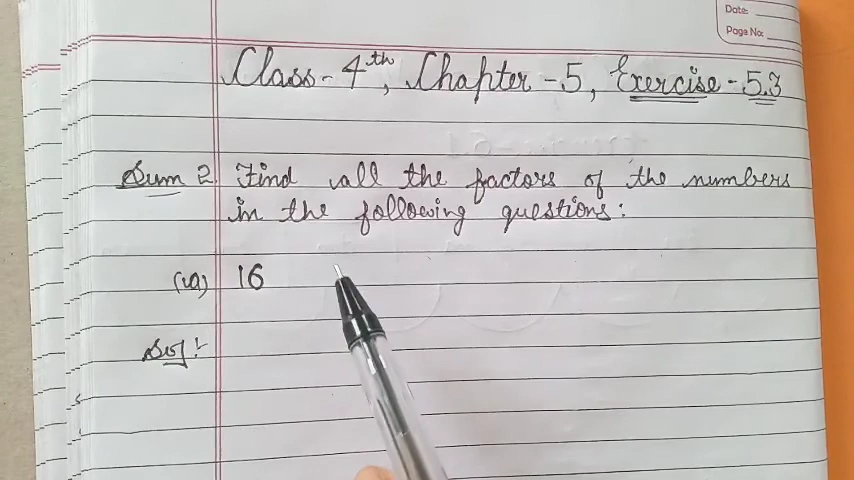 Date:
Page No:
Class - 4th, Chapter - 5, Exercise - 5.3
Sum 2 Find all the factors of the numbers
in the following questions:
(a) 16
Sol:-